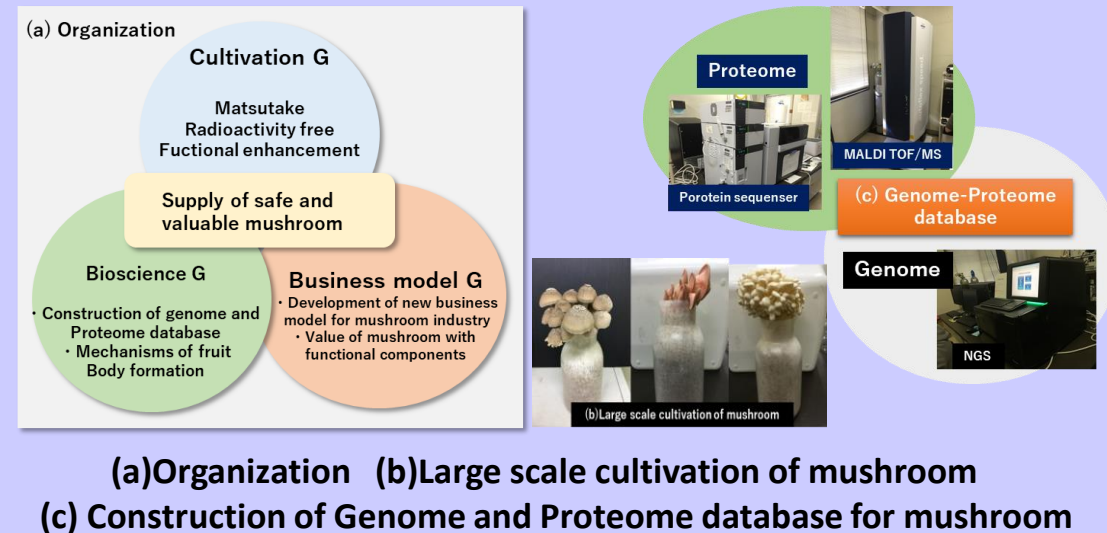 (a) Organization
Cultivation G
Matsutake
Radioactivity free
Fuctional enhancement
Supply of safe and
valuable mushroom
Bioscience G
・Construction of genome and
Proteome database
・Mechanisms of fruit
Body formation
Business model G
・Development of new business
model for mushroom industry
・Value of mushroom with
functional components
Proteome
MALDI TOF/MS
Porotein sequenser
(c) Genome-Proteome
database
Genome
NGS
(b)Large scale cultivation of mushroom
(a)Organization (b)Large scale cultivation of mushroom
(c) Construction of Genome and Proteome database for mushroom